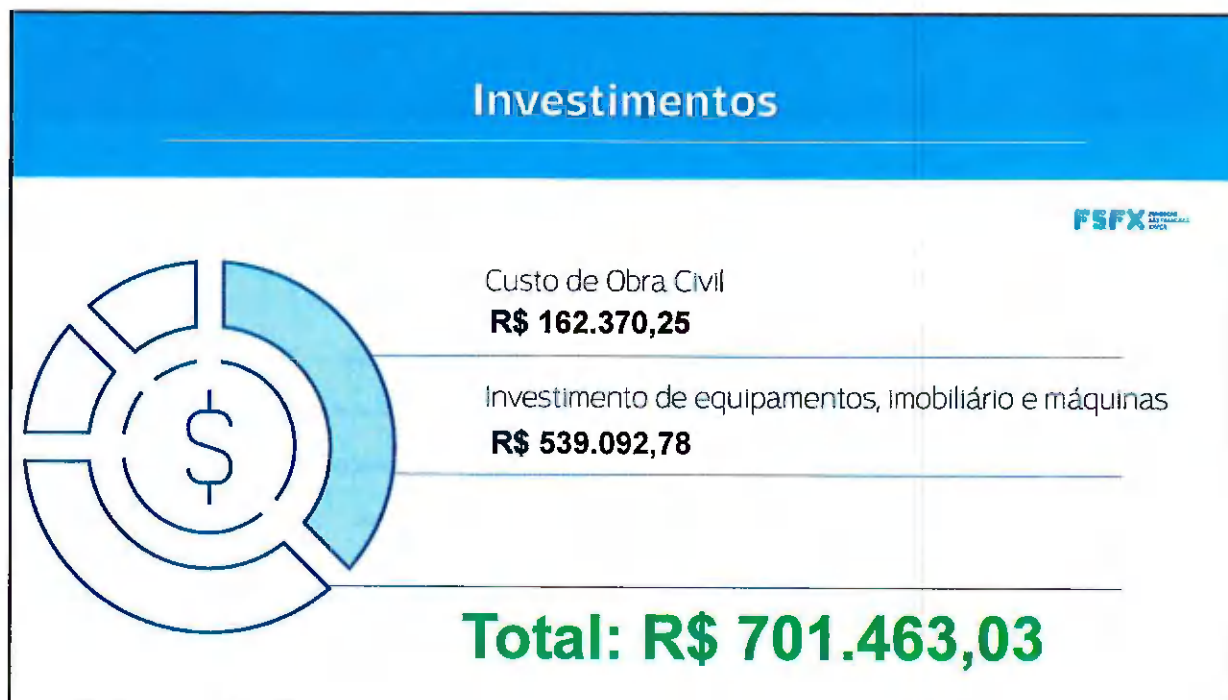 Investimentos
FSFX
Custo de Obra Civil
R$ 162.370,25
Investimento de equipamentos, imobiliário e máquinas
R$ 539.092,78
$
Total: R$ 701.463,03